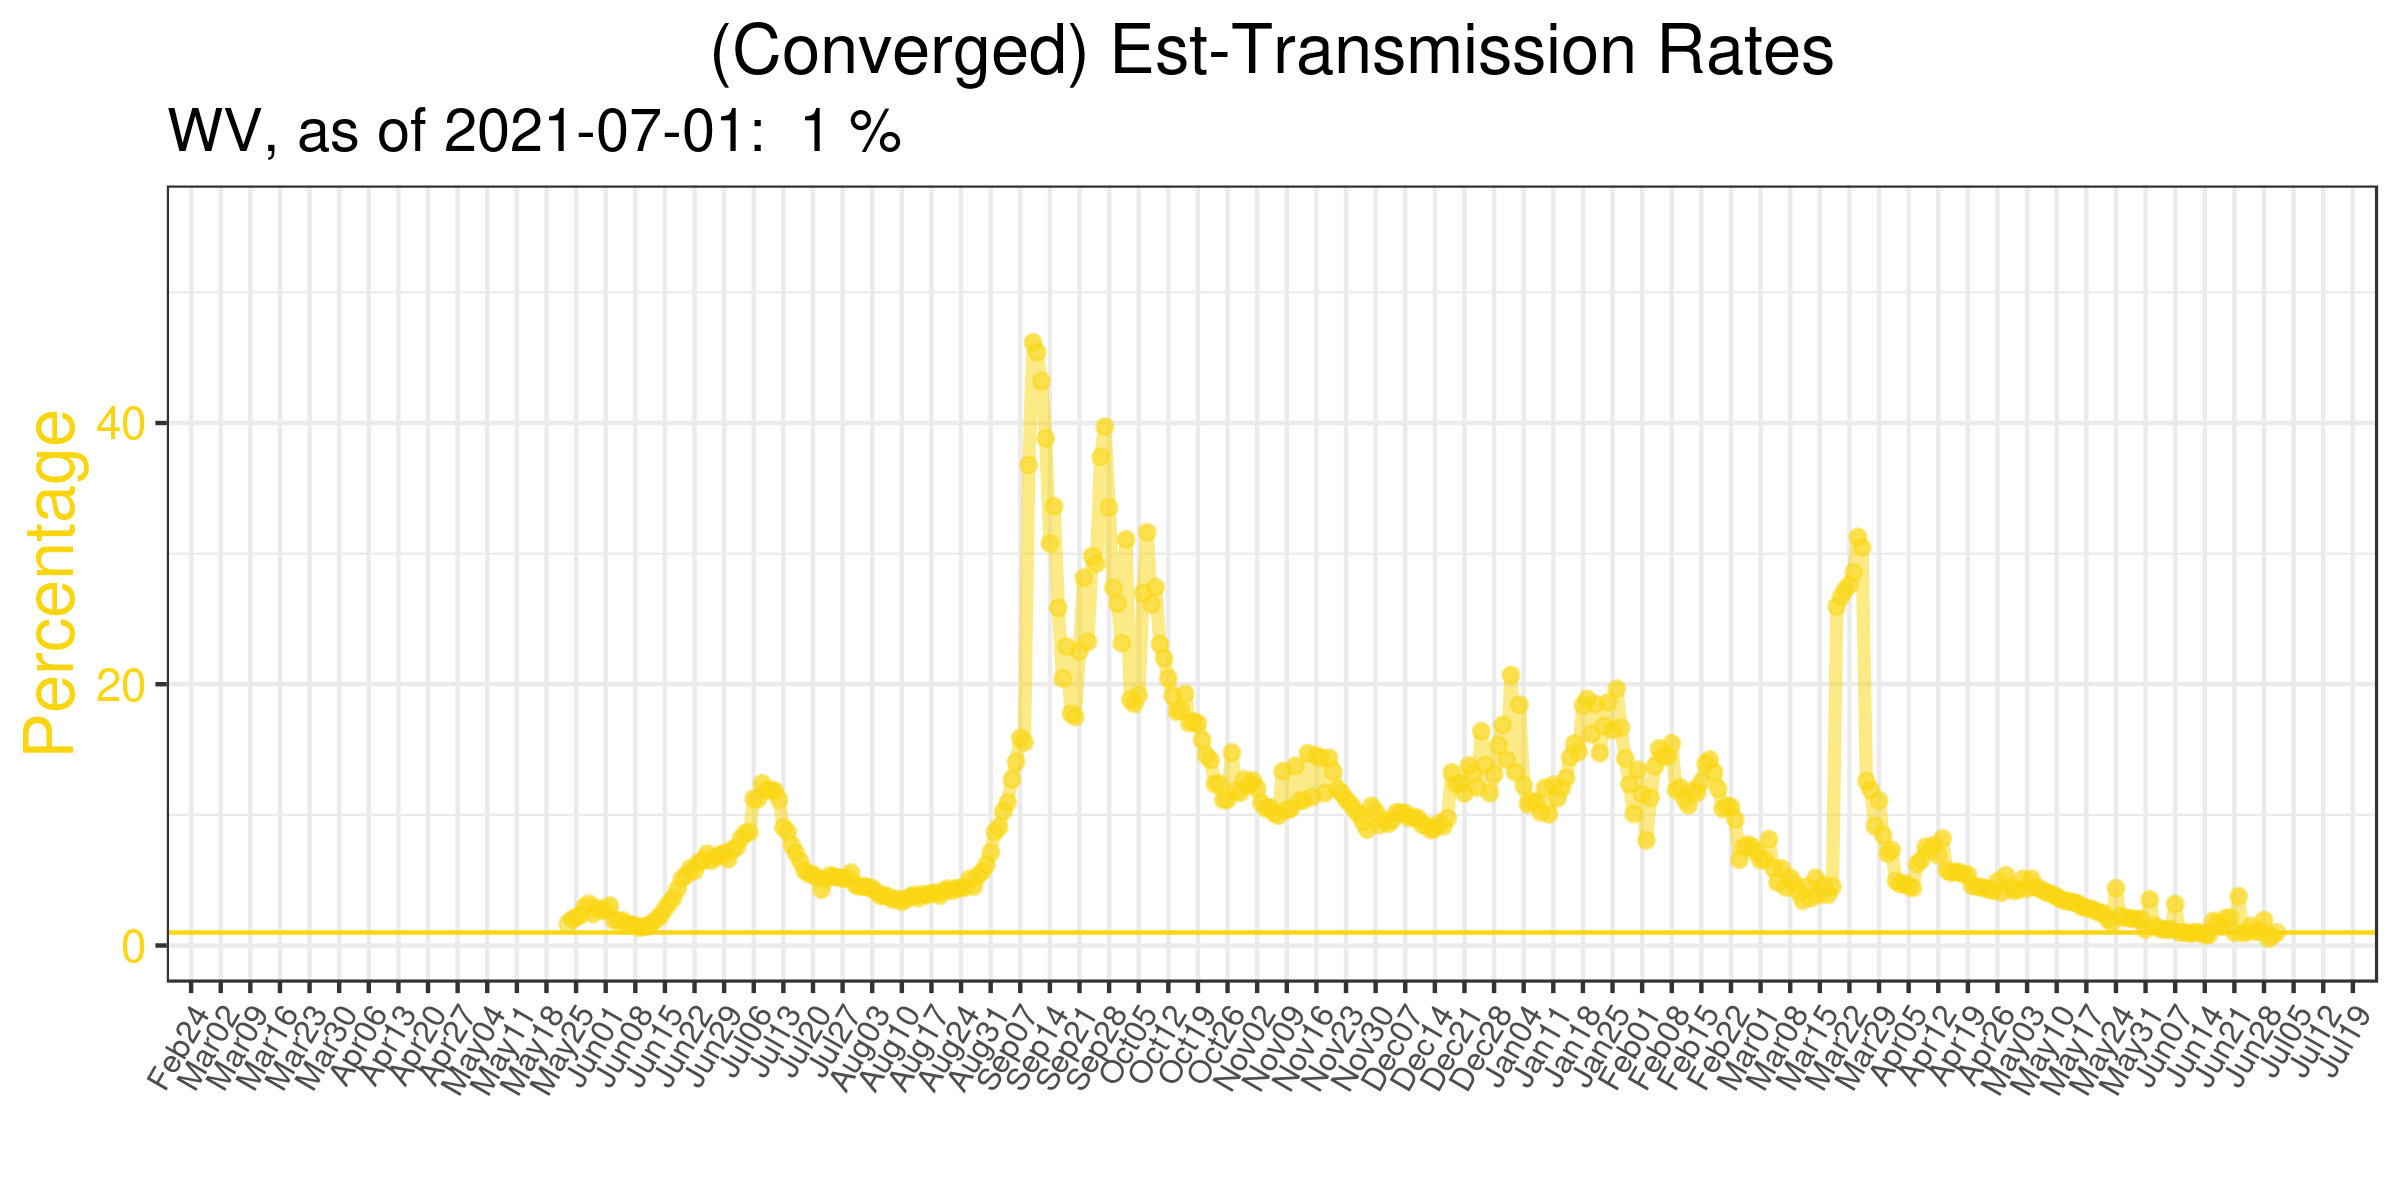 (Converged) Est-Transmission Rates
WV, as of 2021-07-01: 1 %
Percentage
40
20
0
Feb24
Mar02
Mar09
Mar16
Mar23
Mar30
Apr06
Apr13
Apr20
Apr27
May04
May11
May18
May25
Jun01
Jun08
Jun15
Jun22
Jun29
Jul06
Jul13
Jul20
Jul27
Aug03
Aug10
Aug17
Aug24
Aug31
Sep07
Sep14
Sep21
Sep28
Oct05
Oct12
Oct19
Oct26
Nov02
Nov09
Nov16
Nov23
Nov30
Dec07
Dec14
Dec21
Dec28
Jan04
Jan11
Jan18
Jan25
Feb01
Feb08
Feb15
Feb22
Mar01
Mar08
Mar15
Mar22
Mar29
Apr05
Apr12
Apr19
Apr26
May03
May10
May17
May24
May31
Jun07
Jun14
Jun21
Jun28
Jul05
Jul12
Jul19